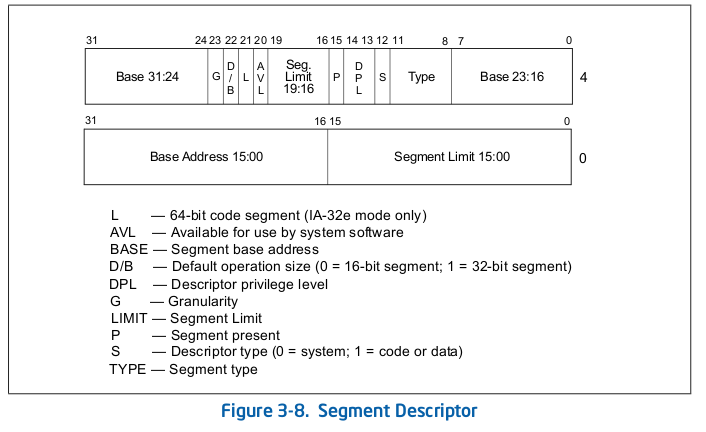 31 24 23 22 21 20 19 16 15 14 13 12 11 8 7 0
Base 31:24 G D/B L AVL Seg. Limit 19:16 P DPL S Type Base 23:16 4
31 16 15 0
Base Address 15:00 Segment Limit 15:00 0
L — 64-bit code segment (IA-32e mode only)
AVL — Available for use by system software
BASE — Segment base address
D/B — Default operation size (0 = 16-bit segment; 1 = 32-bit segment)
DPL — Descriptor privilege level
G — Granularity
LIMIT — Segment Limit
P — Segment present
S — Descriptor type (0 = system; 1 = code or data)
TYPE — Segment type
Figure 3-8. Segment Descriptor